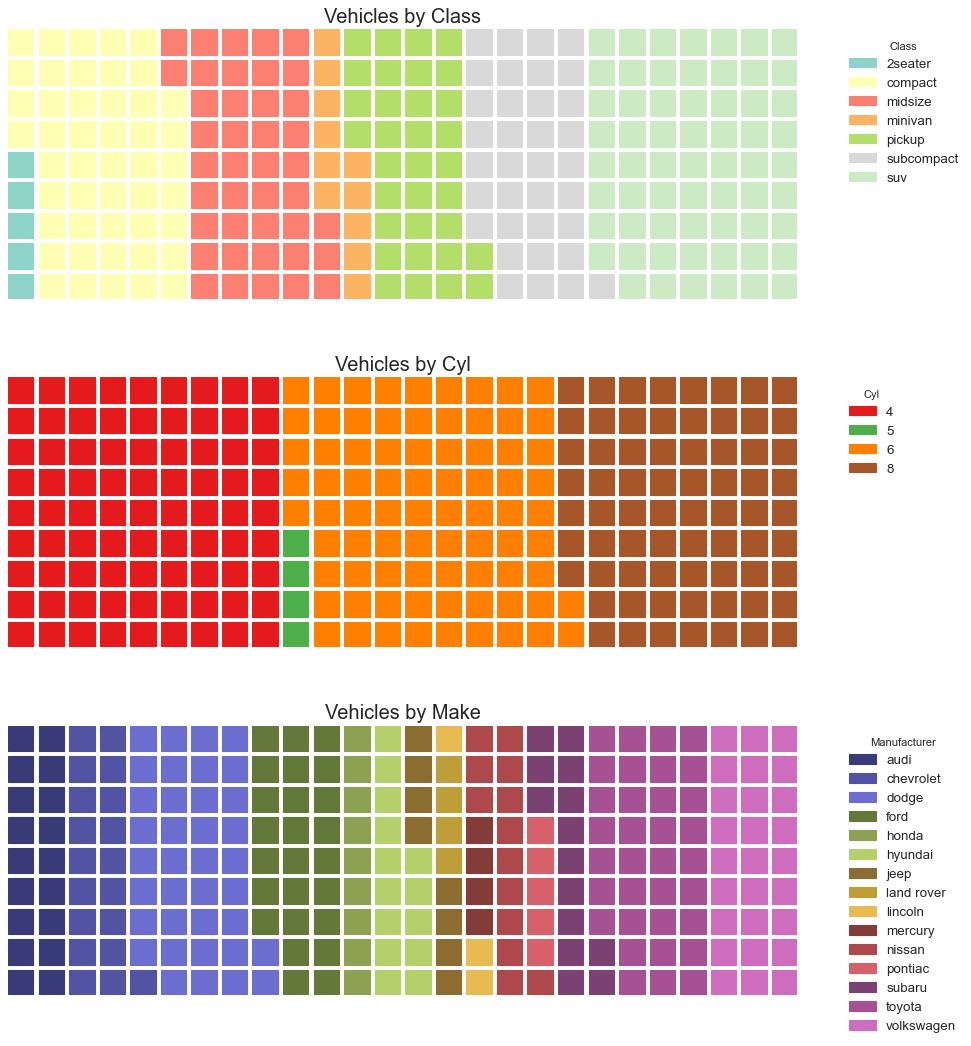 Vehicles by Class
Class
2seater
compact
midsize
minivan
pickup
subcompact
suv
Vehicles by Cyl
Cyl
4
5
6
8
Vehicles by Make
Manufacturer
audi
chevrolet
dodge
ford
honda
hyundai
jeep
land rover
lincoln
mercury
nissan
pontiac
subaru
toyota
volkswagen